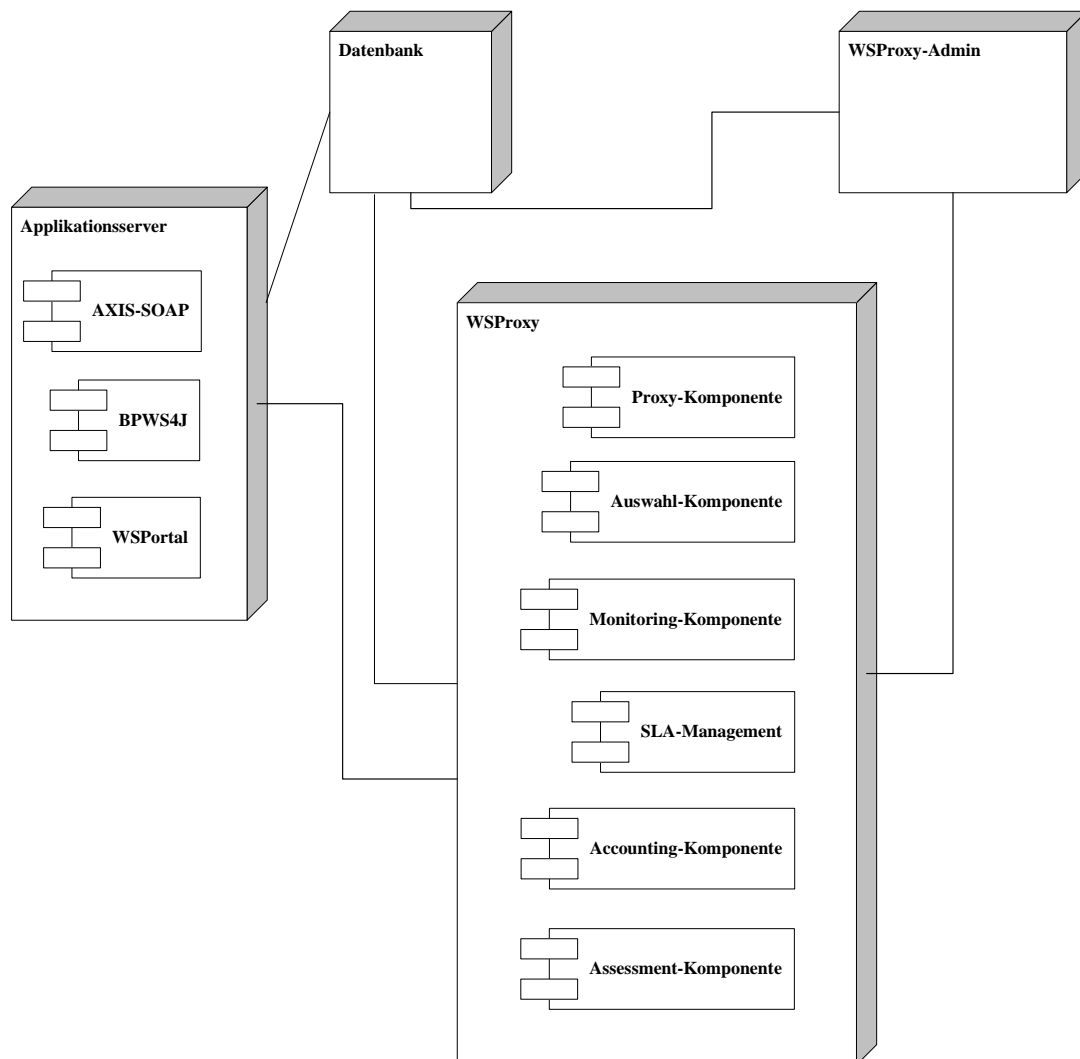 Datenbank
WSProxy-Admin
Applikationsserver
AXIS-SOAP
BPWS4J
WSPortal
WSProxy
Proxy-Komponente
Auswahl-Komponente
Monitoring-Komponente
SLA-Management
Accounting-Komponente
Assessment-Komponente